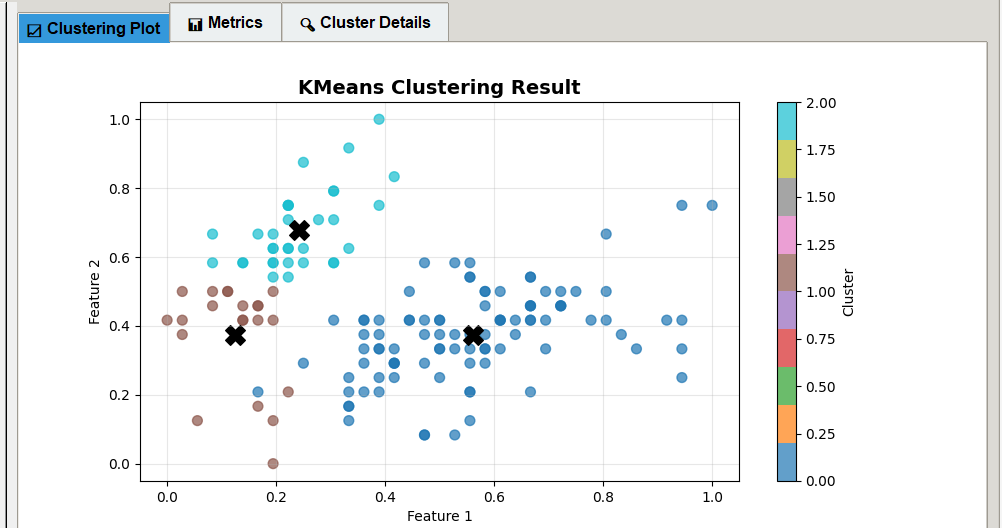 Clustering Plot
Metrics
Cluster Details
KMeans Clustering Result
1.0
0.8
0.6
0.4
0.2
0.0
Feature 2
0.0 0.2 0.4 0.6 0.8 1.0
Feature 1
2.00
1.75
1.50
1.25
1.00
0.75
0.50
0.25
0.00
Cluster